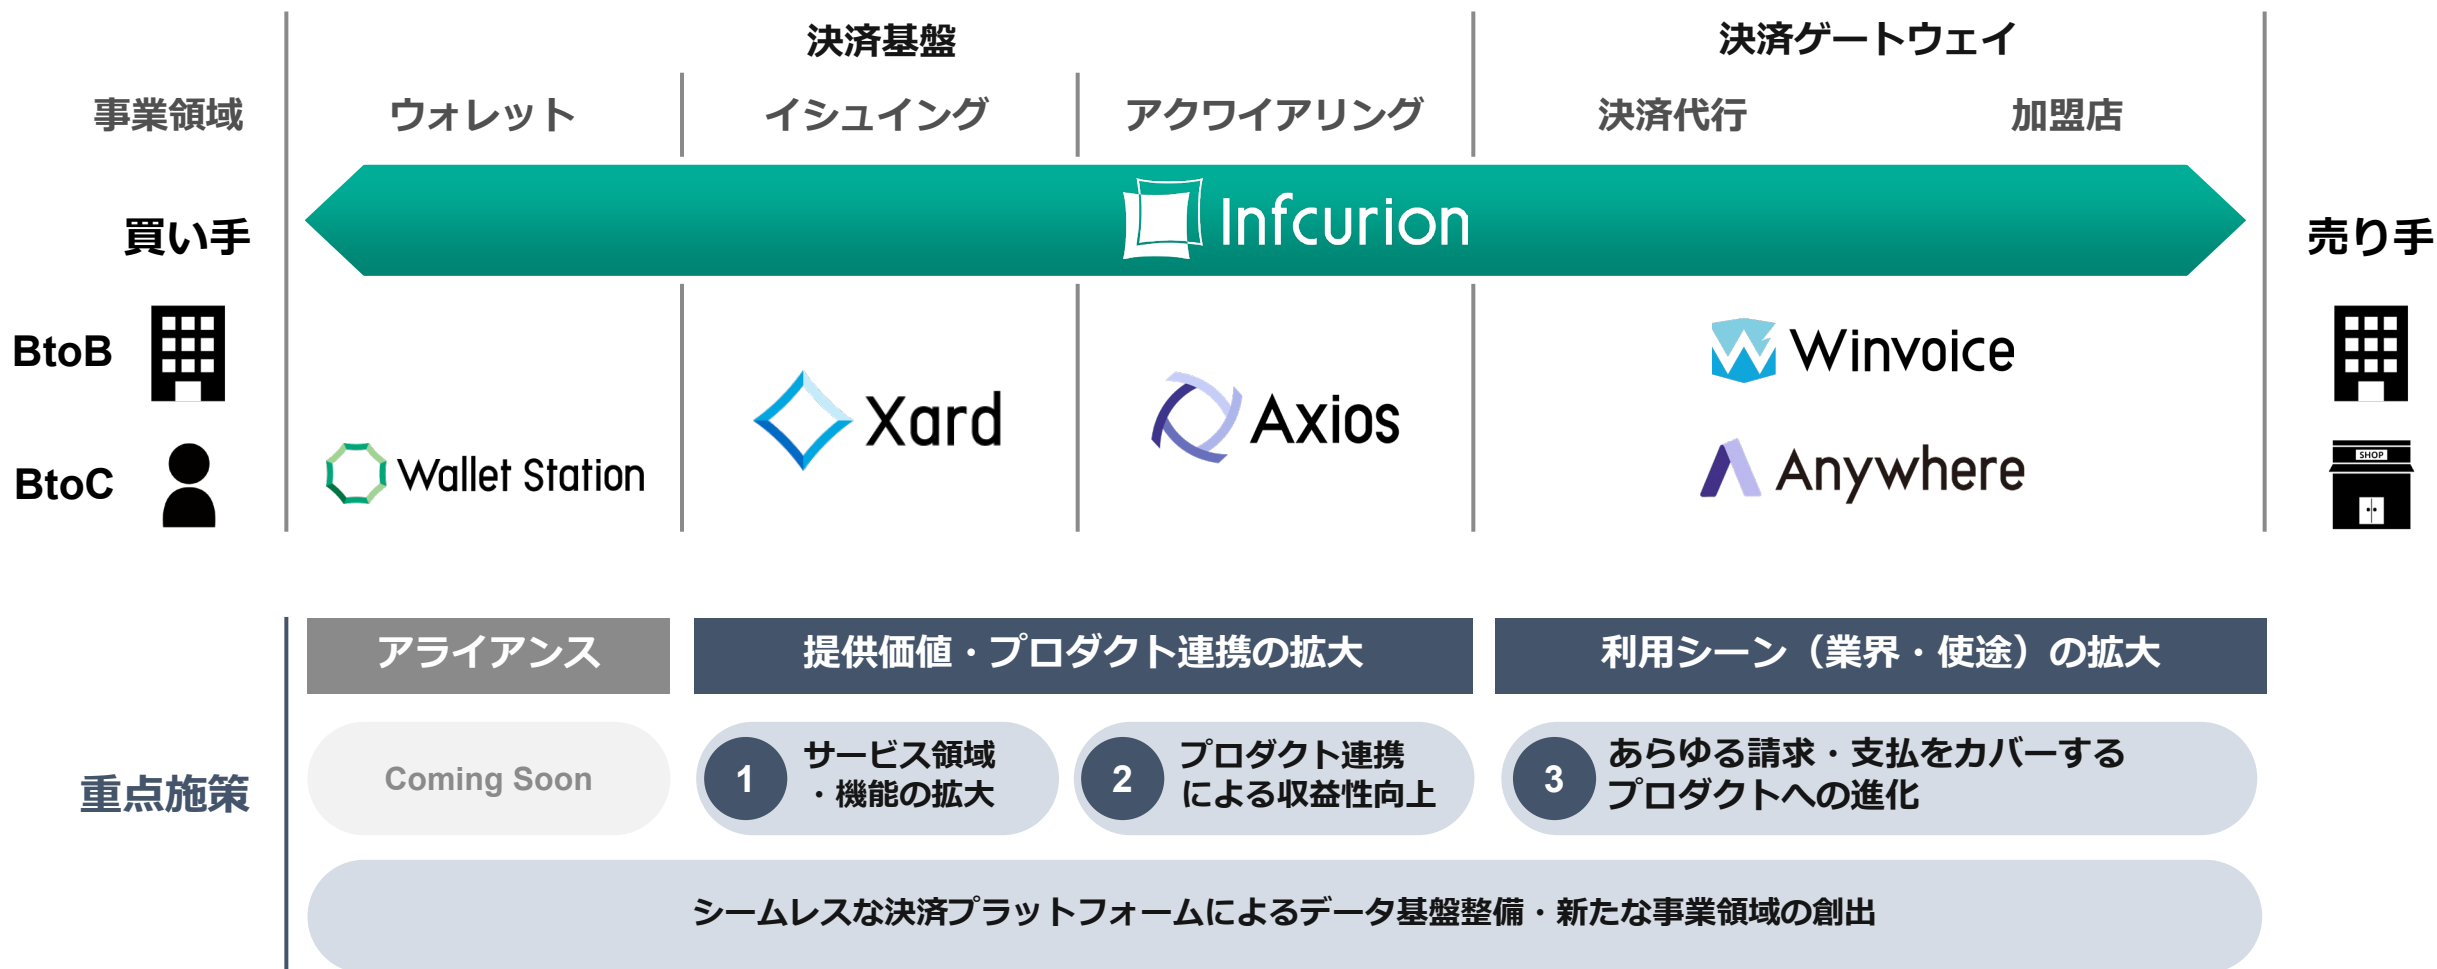 決済基盤
決済ゲートウェイ
事業領域
ウォレット
イシュイング
アクワイアリング
決済代行
加盟店
買い手
Infcurion
売り手
BtoB
Winvoice
Xard
Axios
BtoC
Wallet Station
Anywhere
SHOP
アライアンス
提供価値・プロダクト連携の拡大
利用シーン（業界・使途）の拡大
重点施策
Coming Soon
1
サービス領域
・機能の拡大
2
プロダクト連携
による収益性向上
3
あらゆる請求・支払をカバーする
プロダクトへの進化
シームレスな決済プラットフォームによるデータ基盤整備・新たな事業領域の創出